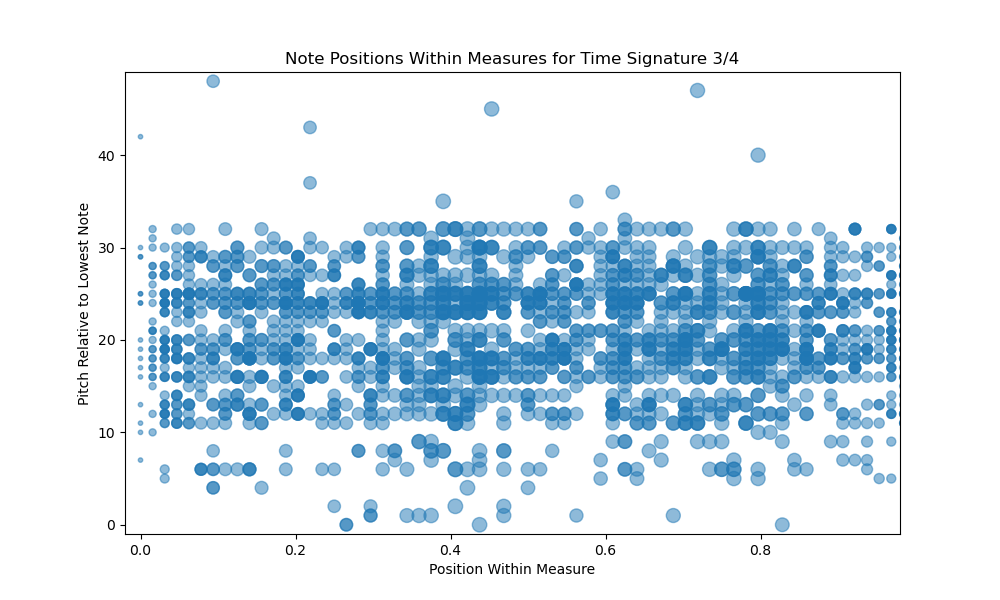 Note Positions Within Measures for Time Signature 3/4
Pitch Relative to Lowest Note
40
30
20
10
0
0.0 0.2 0.4 0.6 0.8
Position Within Measure